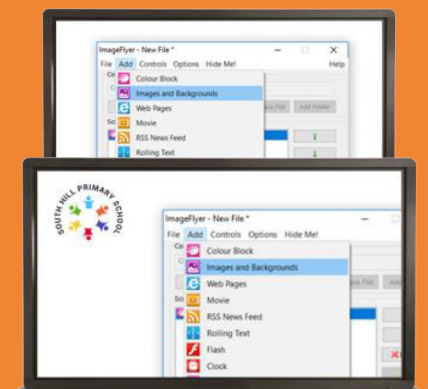 ImageFlyer - New File *
File Add Controls Options Hide Me! Help
Colour Block
Images and Backgrounds
Web Pages
Add Folder
Movie
RSS News Feed
Rolling Text
SOUTH HILL PRIMARY SCHOOL
ImageFlyer - New File *
File Add Controls Options Hide Me!
Colour Block
Images and Backgrounds
Web Pages
Movie
RSS News Feed
Rolling Text
Flash
Clock